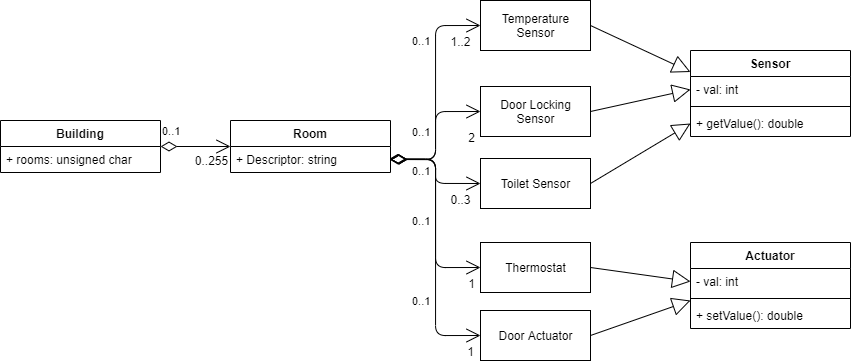 Building
+ rooms: unsigned char
0..1
0..255
Room
+ Descriptor: string
0..1
1..2
Temperature
Sensor
0..1
2
Door Locking
Sensor
0..1
0..3
Toilet Sensor
0..1
1
Thermostat
0..1
1
Door Actuator
Sensor
- val: int
+ getValue(): double
Actuator
- val: int
+ setValue(): double